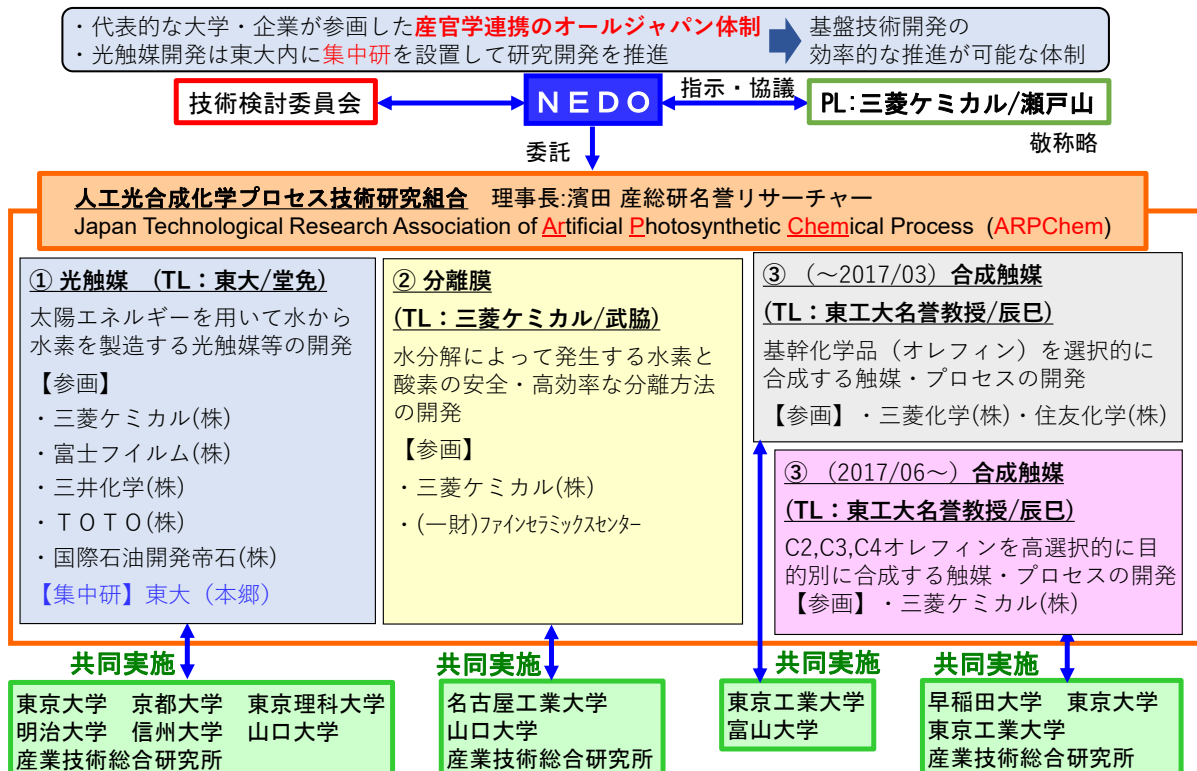 ・代表的な大学・企業が参画した産官学連携のオールジャパン体制
・光触媒開発は東大内に集中研を設置して研究開発を推進
基盤技術開発の
効率的な推進が可能な体制
技術検討委員会
NEDO
指示・協議
PL:三菱ケミカル/瀬戸山
敬称略
委託
人工光合成化学プロセス技術研究組合 理事長:濱田 産総研名誉リサーチャー
Japan Technological Research Association of Artificial Photosynthetic Chemical Process (ARPChem)
① 光触媒 (TL:東大/堂免)
太陽エネルギーを用いて水から
水素を製造する光触媒等の開発
【参画】
・三菱ケミカル(株)
・富士フイルム(株)
・三井化学(株)
・TOTO(株)
・国際石油開発帝石(株)
【集中研】東大(本郷)
② 分離膜
(TL:三菱ケミカル/武脇)
水分解によって発生する水素と
酸素の安全・高効率な分離方法
の開発
【参画】
・三菱ケミカル(株)
・(一財)ファインセラミックスセンター
③ (~2017/03) 合成触媒
(TL:東工大名誉教授/辰巳)
基幹化学品(オレフィン)を選択的に
合成する触媒・プロセスの開発
【参画】・三菱化学(株)・住友化学(株)
③ (2017/06~) 合成触媒
(TL:東工大名誉教授/辰巳)
C2,C3,C4オレフィンを高選択的に目
的別に合成する触媒・プロセスの開発
【参画】・三菱ケミカル(株)
共同実施
東京大学 京都大学 東京理科大学
明治大学 信州大学 山口大学
産業技術総合研究所
共同実施
名古屋工業大学
山口大学
産業技術総合研究所
共同実施
東京工業大学
富山大学
共同実施
早稲田大学 東京大学
東京工業大学
産業技術総合研究所